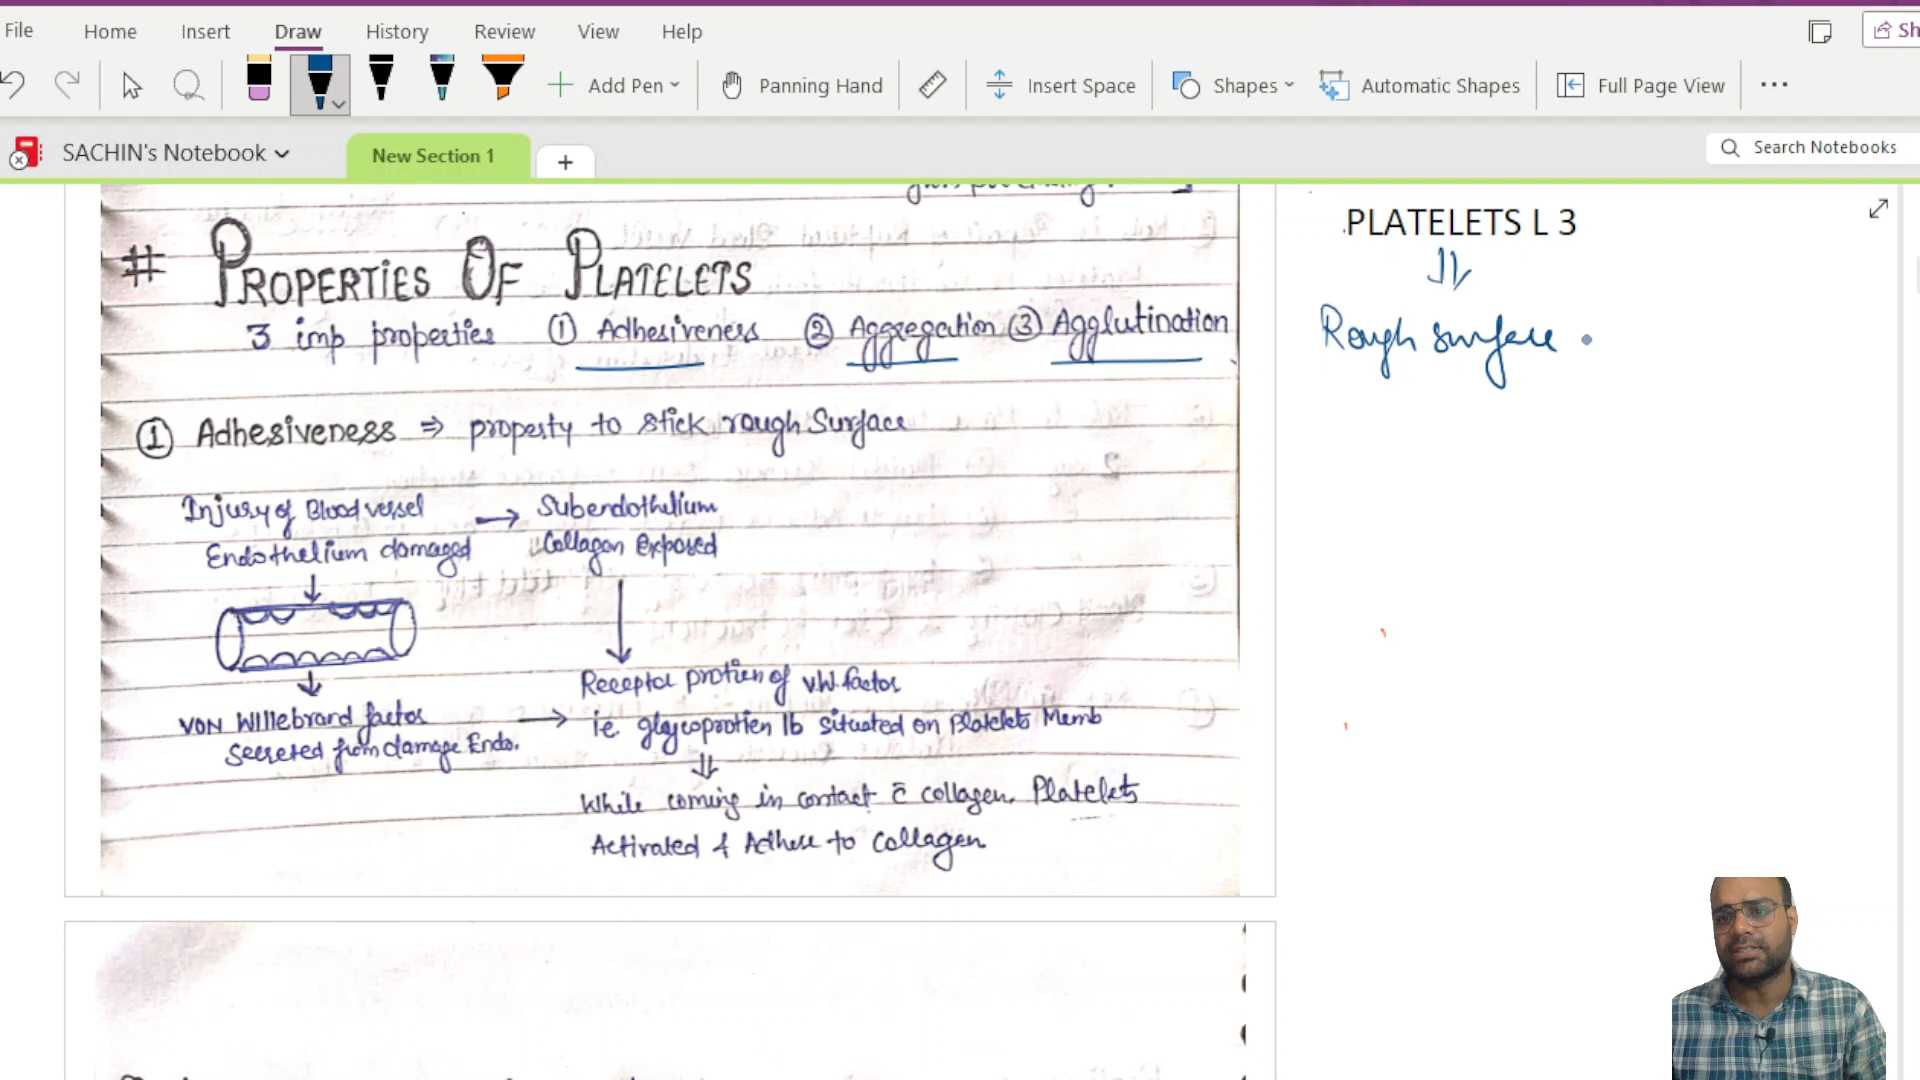 File Home Insert Draw History Review View Help
Sh
Add Pen Panning Hand Insert Space Shapes Automatic Shapes Full Page View
SACHIN's Notebook New Section 1 +
Search Notebooks
# PROPERTIES OF PLATELETS
3 imp properties ① Adhesiveness ② Aggregation ③ Agglutination
① Adhesiveness ⇒ property to stick rough Surface
Injury of Blood vessel → Subendothelium
Endothelium damaged Collagen Exposed
↓
↓ ↓
Receptor protien of v.W. factor
VON Willebrand factor → ie. glycoprotien Ib situated on Platelets Memb
Secreted from damage Endo.
⇓
While coming in contact c̄ collagen, Platelets
Activated & Adhese to Collagen
PLATELETS L 3
⇓
Rough surface